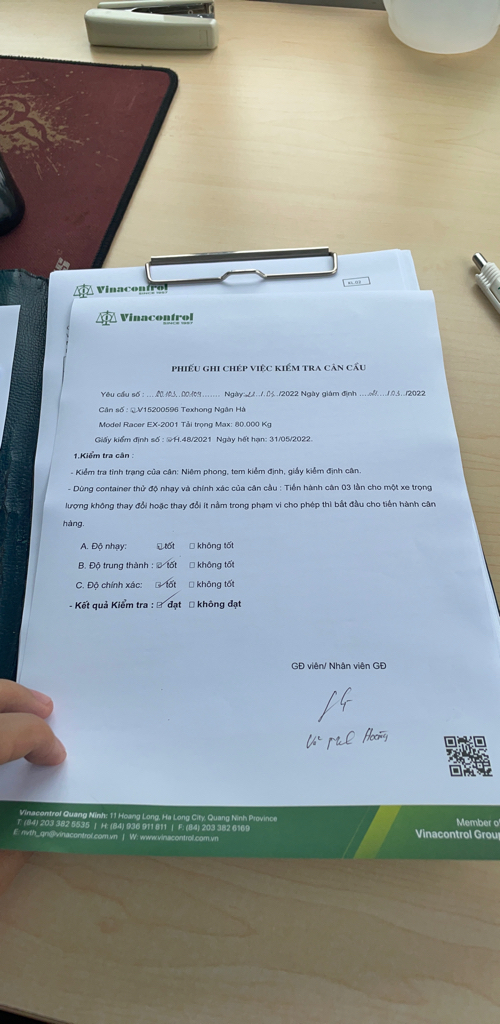 Vinacontrol
SINCE 1957
KL.02
Vinacontrol
SINCE 1957
PHIẾU GHI CHÉP VIỆC KIỂM TRA CÂN CẨU
Yêu cầu số : Ngày /2022 Ngày giám định /2022
Cân số : V15200596 Texhong Ngân Hà
Model Racer EX-2001 Tải trọng Max: 80.000 Kg
Giấy kiểm định số : H.48/2021 Ngày hết hạn: 31/05/2022.
1.Kiểm tra cân :
- Kiểm tra tình trạng của cân: Niêm phong, tem kiểm định, giấy kiểm định cân.
- Dùng container thử độ nhạy và chính xác của cân cẩu : Tiến hành cân 03 lần cho một xe trọng
lượng không thay đổi hoặc thay đổi ít nằm trong phạm vi cho phép thì bắt đầu cho tiến hành cân
hàng.
A. Độ nhạy: ☑ tốt ☐ không tốt
B. Độ trung thành : ☑ tốt ☐ không tốt
C. Độ chính xác: ☑ tốt ☐ không tốt
- Kết quả Kiểm tra : ☑ đạt ☐ không đạt
GĐ viên/ Nhân viên GĐ
Hoàng
Vinacontrol Quang Ninh: 11 Hoang Long, Ha Long City, Quang Ninh Province
T: (84) 203 382 5535 | H: (84) 936 911 811 | F: (84) 203 382 6169
E: nvth_qn@vinacontrol.com.vn | W: www.vinacontrol.com.vn
Member of
Vinacontrol Group